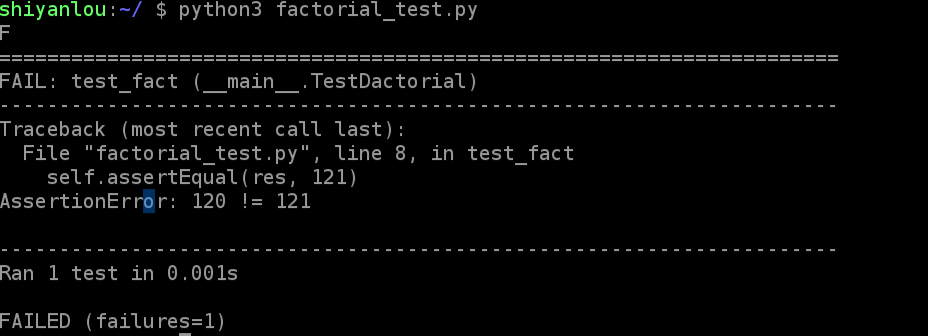 shiyanlou:~/ $ python3 factorial_test.py
F
======================================================================
FAIL: test_fact (__main__.TestDactorial)
----------------------------------------------------------------------
Traceback (most recent call last):
  File "factorial_test.py", line 8, in test_fact
    self.assertEqual(res, 121)
AssertionError: 120 != 121

----------------------------------------------------------------------
Ran 1 test in 0.001s

FAILED (failures=1)